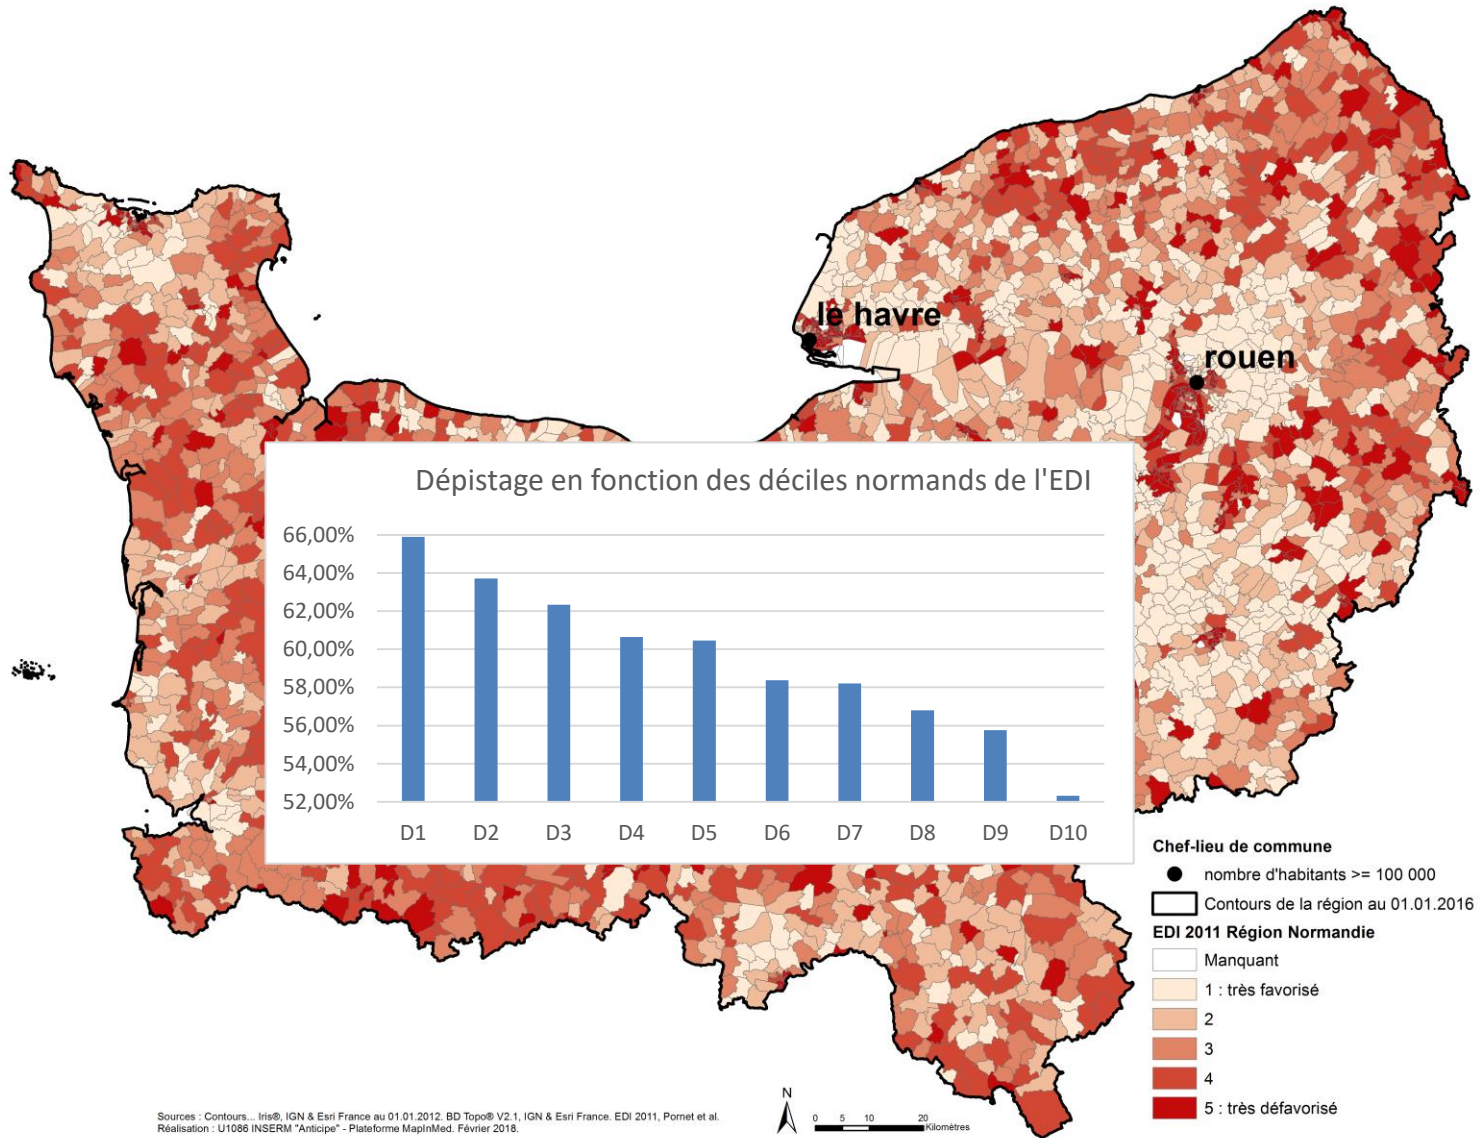 le havre
rouen
Dépistage en fonction des déciles normands de l'EDI
66,00%
64,00%
62,00%
60,00%
58,00%
56,00%
54,00%
52,00%
D1 D2 D3 D4 D5 D6 D7 D8 D9 D10
Chef-lieu de commune
nombre d'habitants >= 100 000
Contours de la région au 01.01.2016
EDI 2011 Région Normandie
Manquant
1 : très favorisé
2
3
4
5 : très défavorisé
N
0 5 10 20
Kilomètres
Sources : Contours... Iris®, IGN & Esri France au 01.01.2012. BD Topo® V2.1, IGN & Esri France. EDI 2011, Pornet et al.
Réalisation : U1086 INSERM "Anticipe" - Plateforme MapInMed. Février 2018.